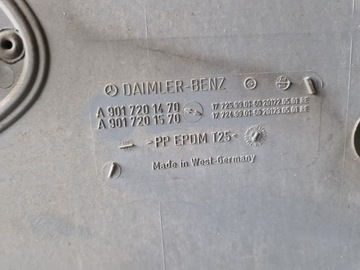 DAIMLER-BENZ
A 901 720 14 70
A 901 720 15 70
>PP EPDM T25<
Made in West-Germany